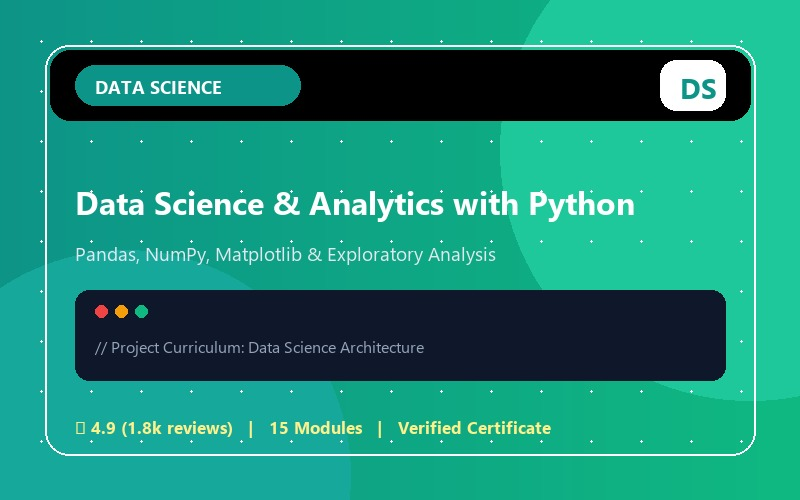 DATA SCIENCE
DS
Data Science & Analytics with Python
Pandas, NumPy, Matplotlib & Exploratory Analysis
// Project Curriculum: Data Science Architecture
▯ 4.9 (1.8k reviews) | 15 Modules | Verified Certificate